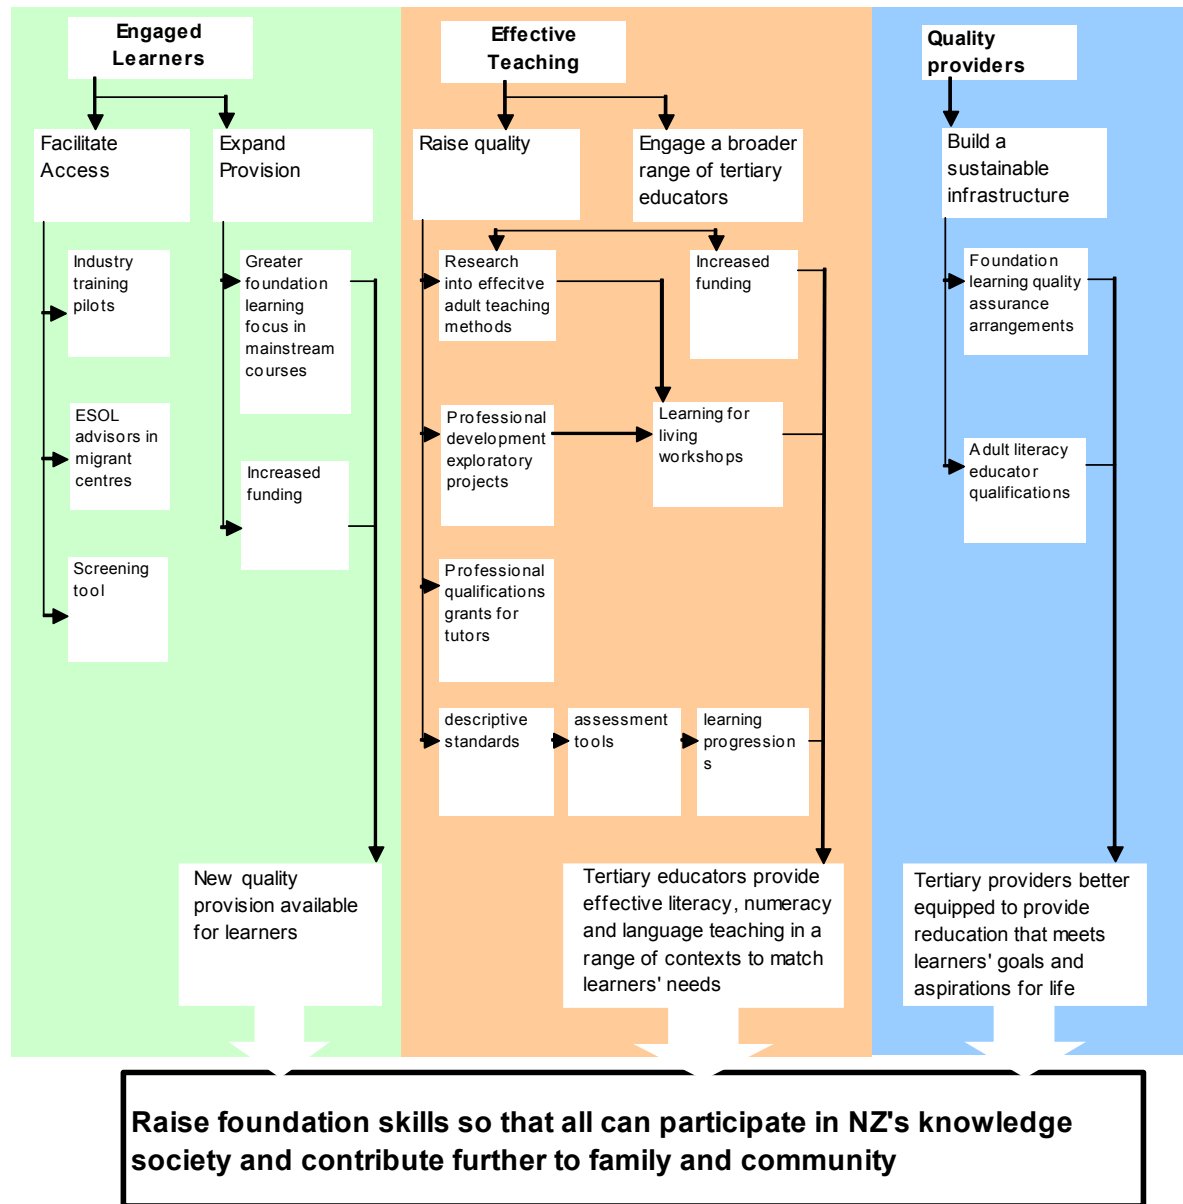 Engaged
Learners
Facilitate
Access
Expand
Provision
Industry
training
pilots
ESOL
advisors in
migrant
centres
Screening
tool
Greater
foundation
learning
focus in
mainstream
courses
Increased
funding
New quality
provision available
for learners
Effective
Teaching
Raise quality
Engage a broader
range of tertiary
educators
Research
into effecitve
adult teaching
methods
Increased
funding
Professional
development
exploratory
projects
Learning for
living
workshops
Professional
qualifications
grants for
tutors
descriptive
standards
assessment
tools
learning
progression
s
Tertiary educators provide
effective literacy, numeracy
and language teaching in a
range of contexts to match
learners' needs
Quality
providers
Build a
sustainable
infrastructure
Foundation
learning quality
assurance
arrangements
Adult literacy
educator
qualifications
Tertiary providers better
equipped to provide
reducation that meets
learners' goals and
aspirations for life
Raise foundation skills so that all can participate in NZ's knowledge
society and contribute further to family and community